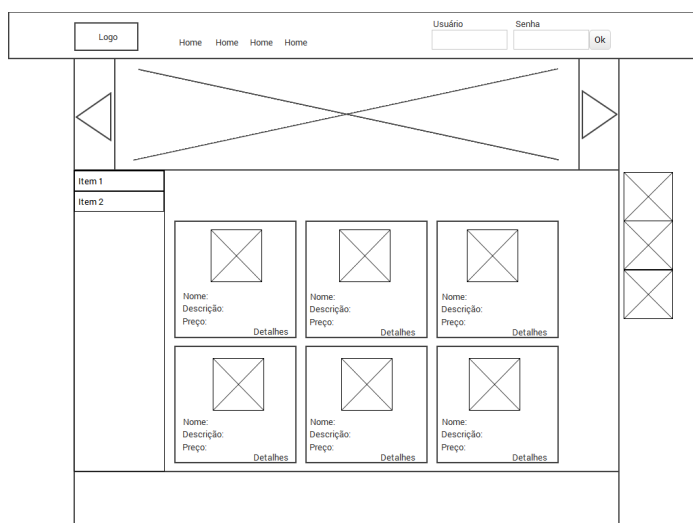 Usuário Senha
Logo Home Home Home Home Ok
Item 1
Item 2
Nome: Nome: Nome:
Descrição: Descrição: Descrição:
Preço: Preço: Preço:
Detalhes Detalhes Detalhes
Nome: Nome: Nome:
Descrição: Descrição: Descrição:
Preço: Preço: Preço:
Detalhes Detalhes Detalhes